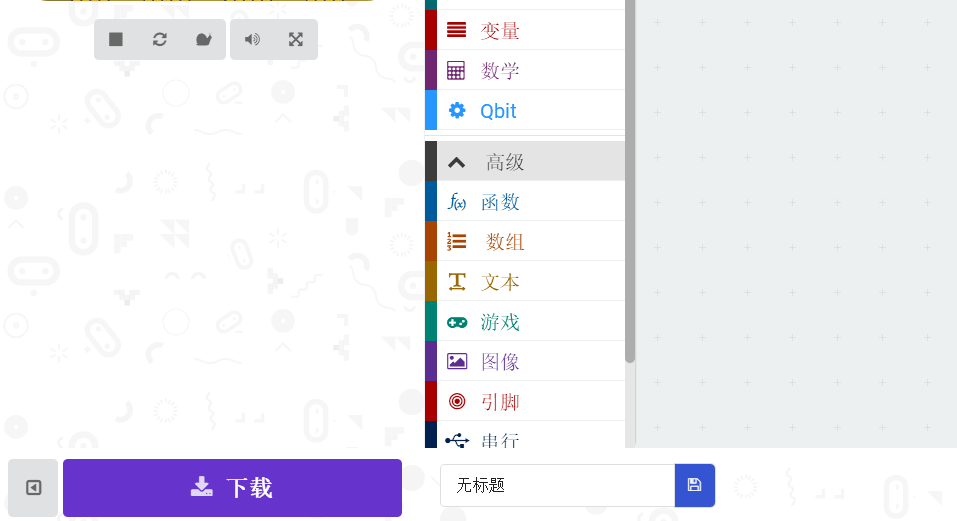 变量
数学
Qbit
高级
函数
数组
文本
游戏
图像
引脚
串行
下载
无标题